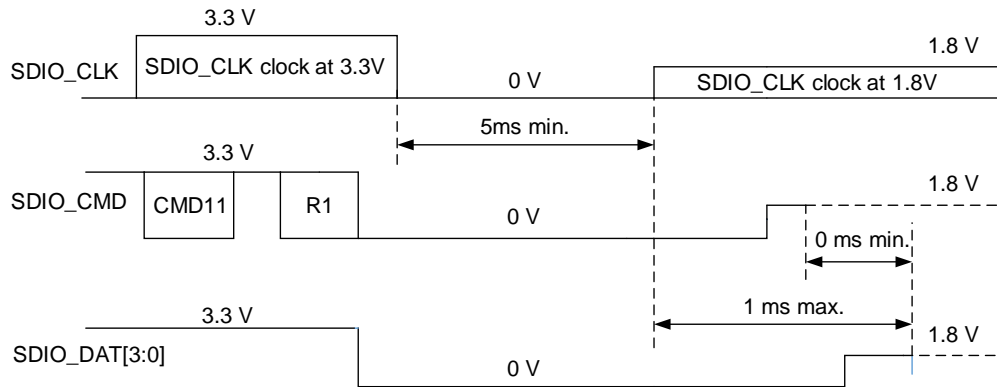 3.3 V
1.8 V
SDIO_CLK
SDIO_CLK clock at 3.3V
0 V
SDIO_CLK clock at 1.8V
5ms min.
3.3 V
1.8 V
SDIO_CMD
CMD11
R1
0 V
0 ms min.
1 ms max.
3.3 V
1.8 V
SDIO_DAT[3:0]
0 V